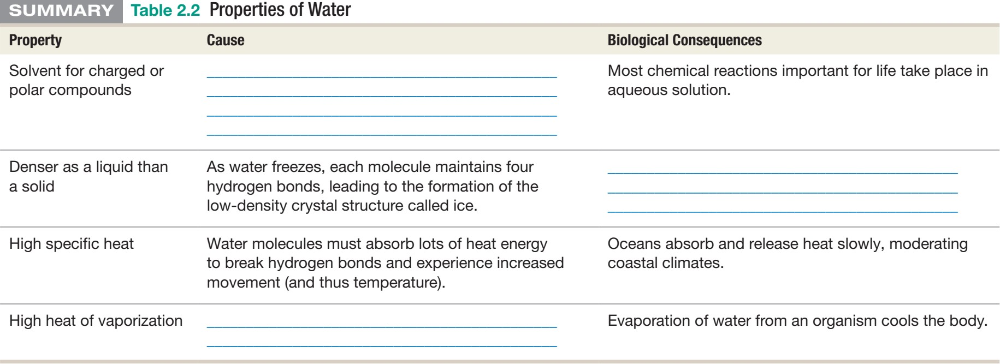 SUMMARY Table 2.2 Properties of Water
Property Cause Biological Consequences
Solvent for charged or
polar compounds
Most chemical reactions important for life take place in
aqueous solution.
Denser as a liquid than
a solid
As water freezes, each molecule maintains four
hydrogen bonds, leading to the formation of the
low-density crystal structure called ice.
High specific heat
Water molecules must absorb lots of heat energy
to break hydrogen bonds and experience increased
movement (and thus temperature).
Oceans absorb and release heat slowly, moderating
coastal climates.
High heat of vaporization
Evaporation of water from an organism cools the body.